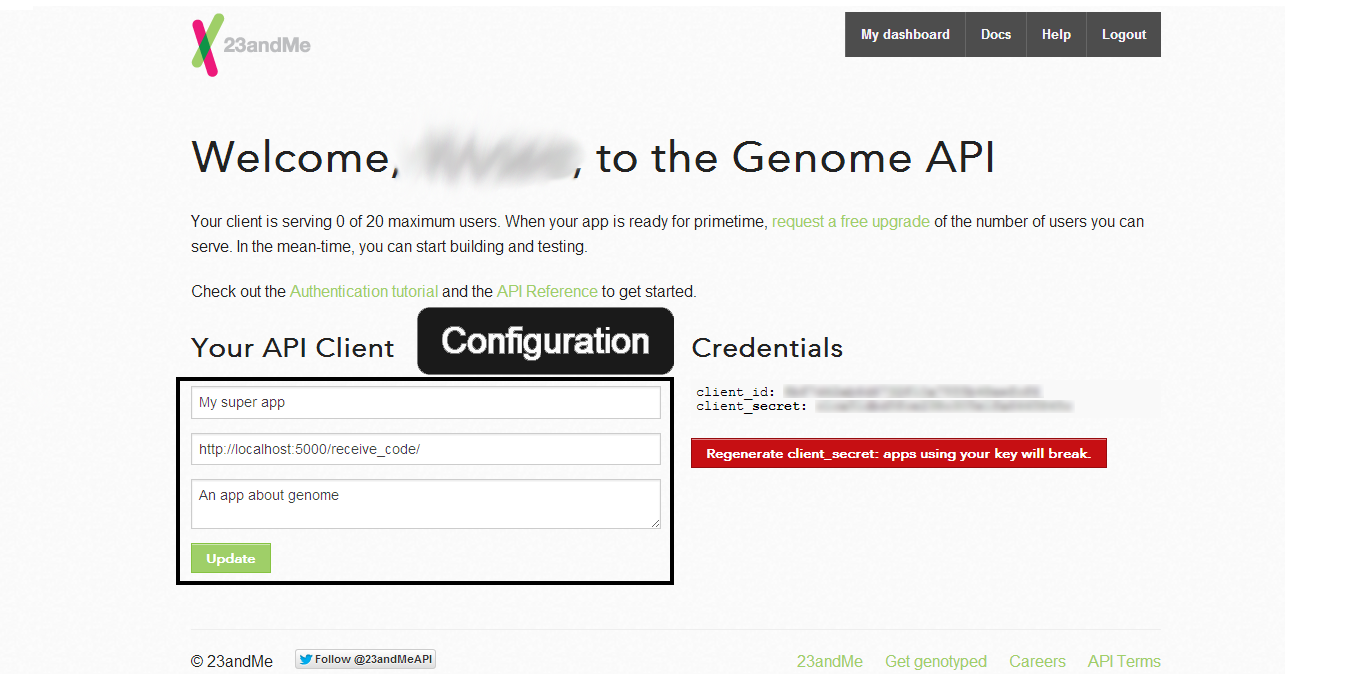 23andMe
My dashboard Docs Help Logout
Welcome, , to the Genome API
Your client is serving 0 of 20 maximum users. When your app is ready for primetime, request a free upgrade of the number of users you can
serve. In the mean-time, you can start building and testing.
Check out the Authentication tutorial and the API Reference to get started.
Your API Client
Configuration
My super app
http://localhost:5000/receive_code/
An app about genome
Update
Credentials
client_id:
client_secret:
Regenerate client_secret: apps using your key will break.
© 23andMe
Follow @23andMeAPI
23andMe Get genotyped Careers API Terms